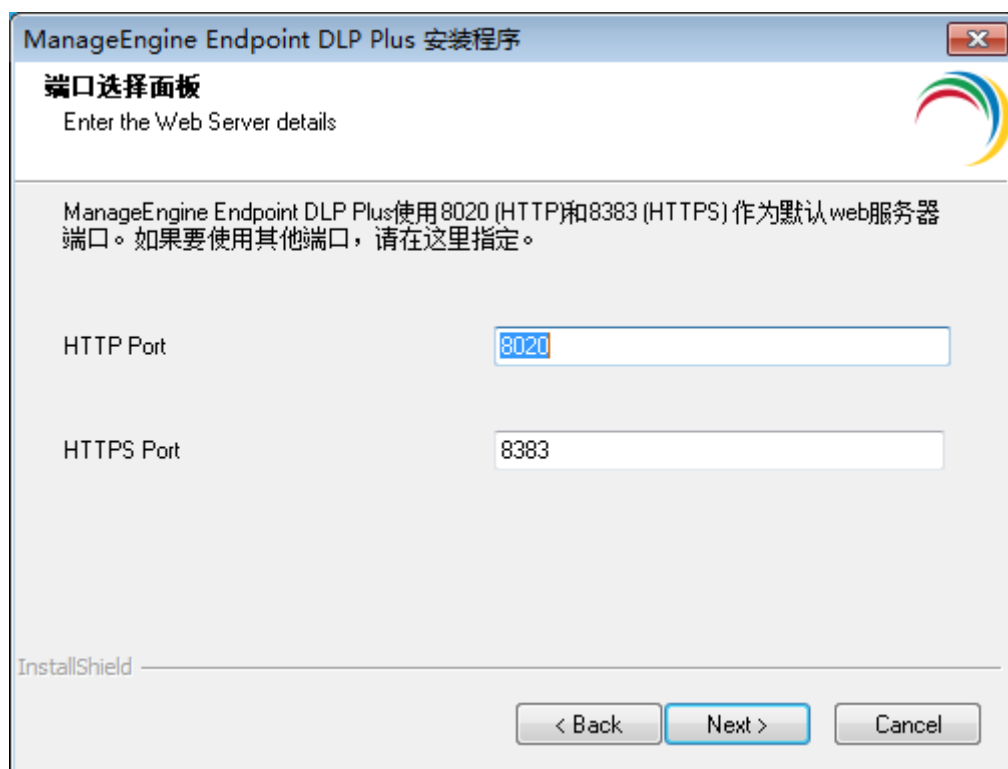 ManageEngine Endpoint DLP Plus 安装程序
端口选择面板
Enter the Web Server details
ManageEngine Endpoint DLP Plus使用8020 (HTTP)和8383 (HTTPS) 作为默认web服务器
端口。如果要使用其他端口，请在这里指定。
HTTP Port
8020
HTTPS Port
8383
InstallShield
< Back
Next >
Cancel